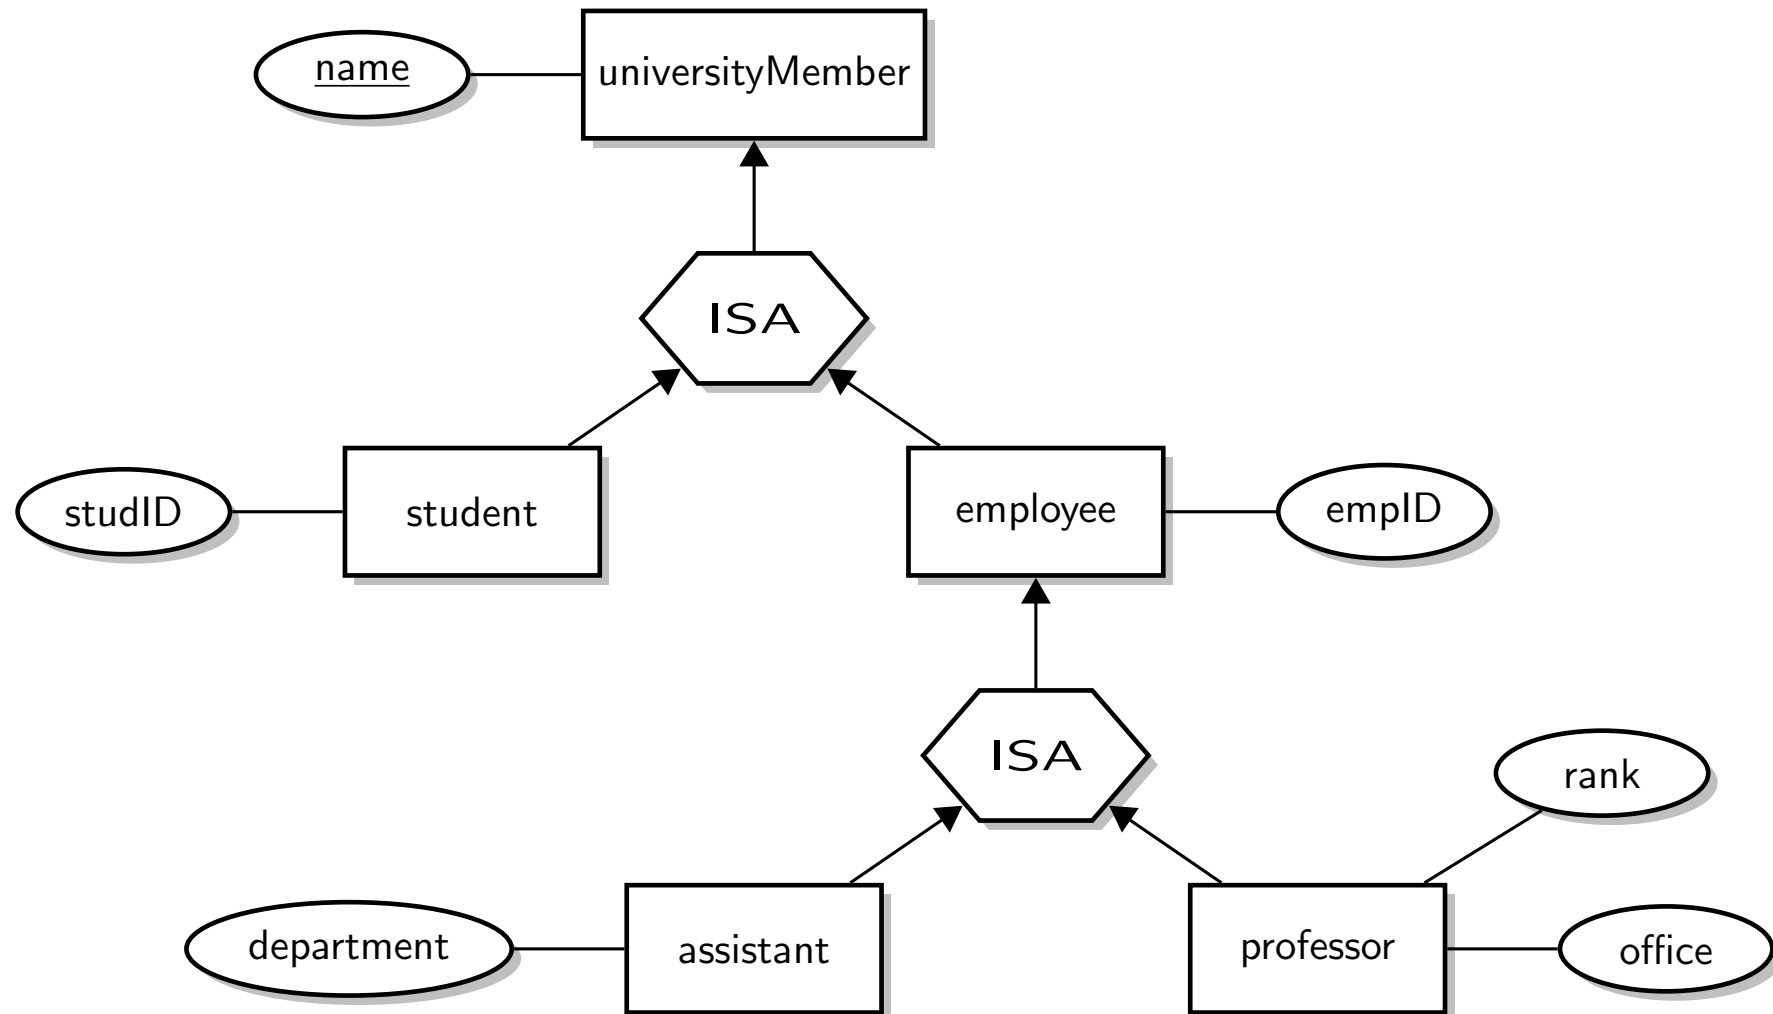 name
universityMember
ISA
studID
student
employee
empID
ISA
rank
department
assistant
professor
office